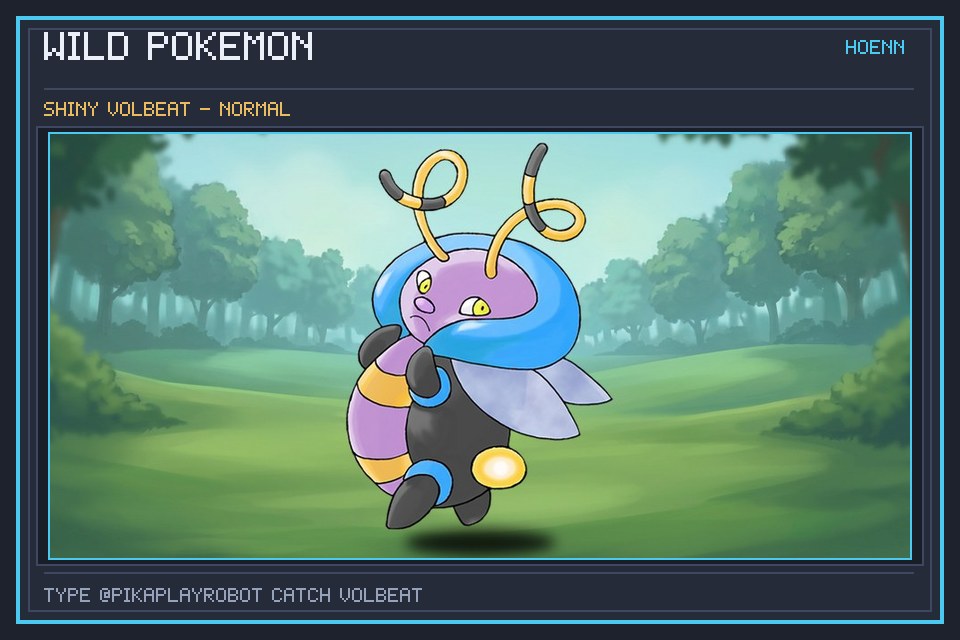 WILD POKEMON
HOENN
SHINY VOLBEAT - NORMAL
TYPE @PIKAPLAYROBOT CATCH VOLBEAT